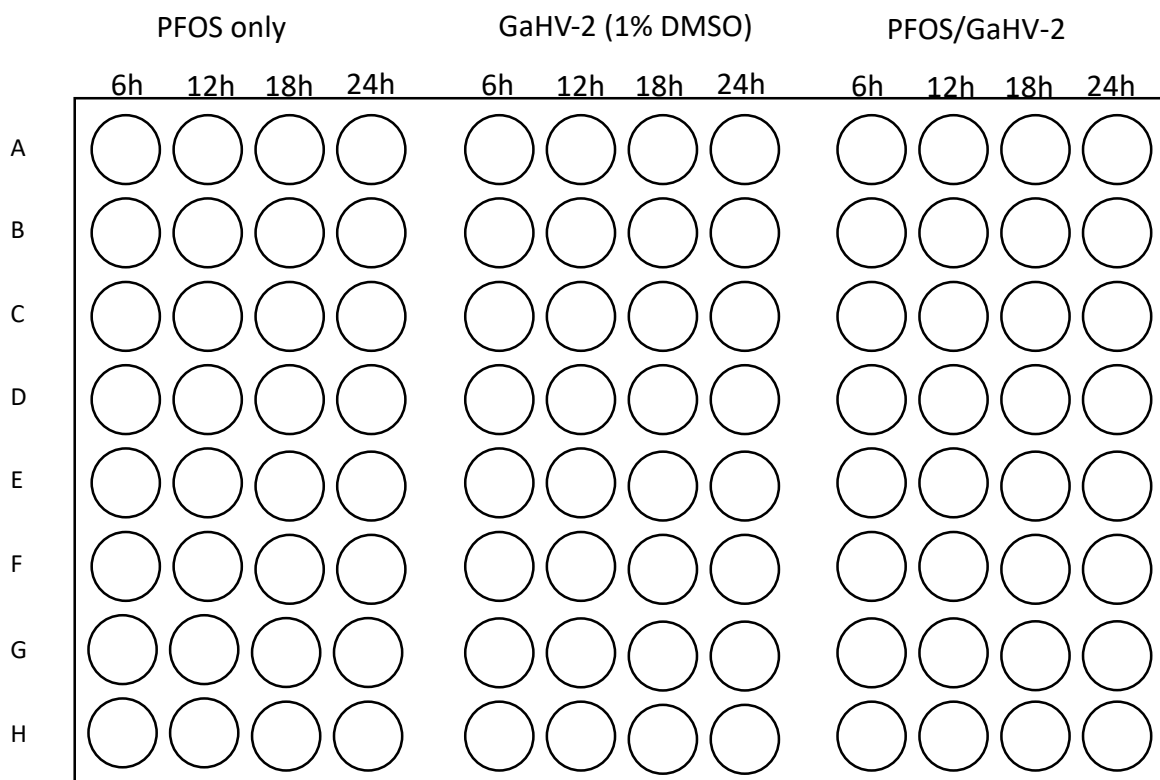 PFOS only GaHV-2 (1% DMSO) PFOS/GaHV-2
6h 12h 18h 24h 6h 12h 18h 24h 6h 12h 18h 24h
A
B
C
D
E
F
G
H